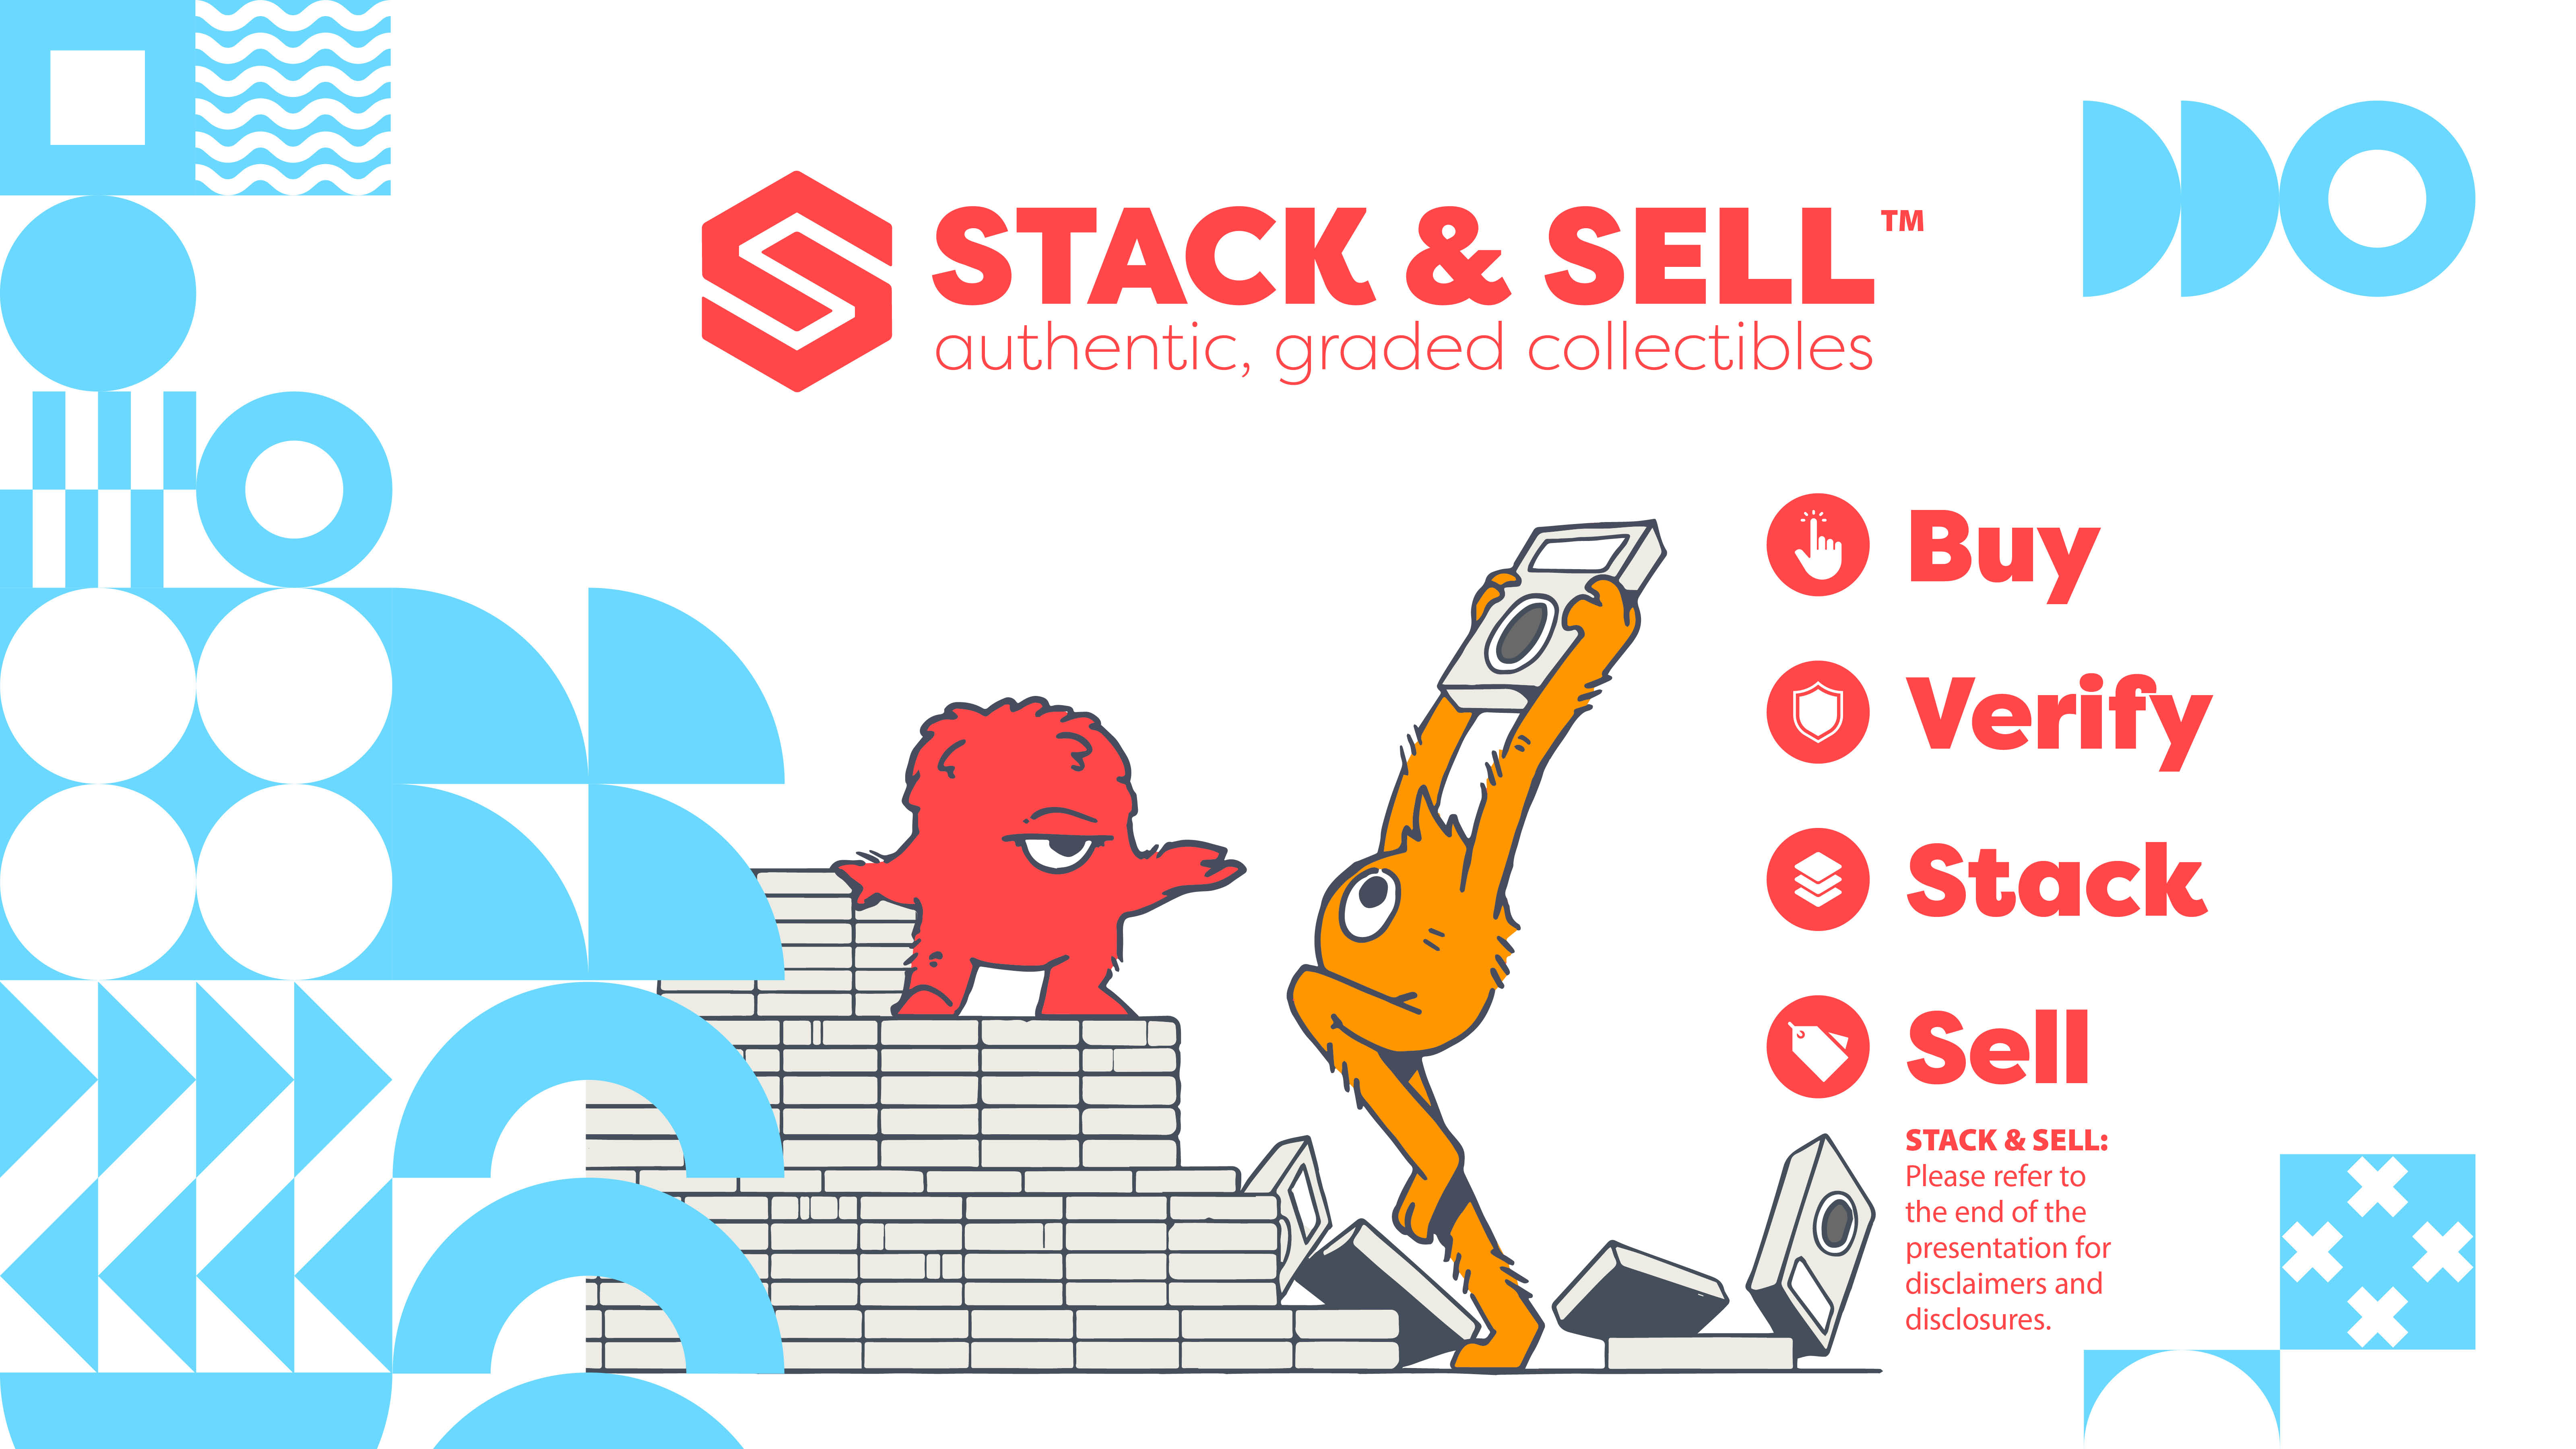 STACK & SELL™
authentic, graded collectibles
Buy
Verify
Stack
Sell
STACK & SELL:
Please refer to
the end of the
presentation for
disclaimers and
disclosures.